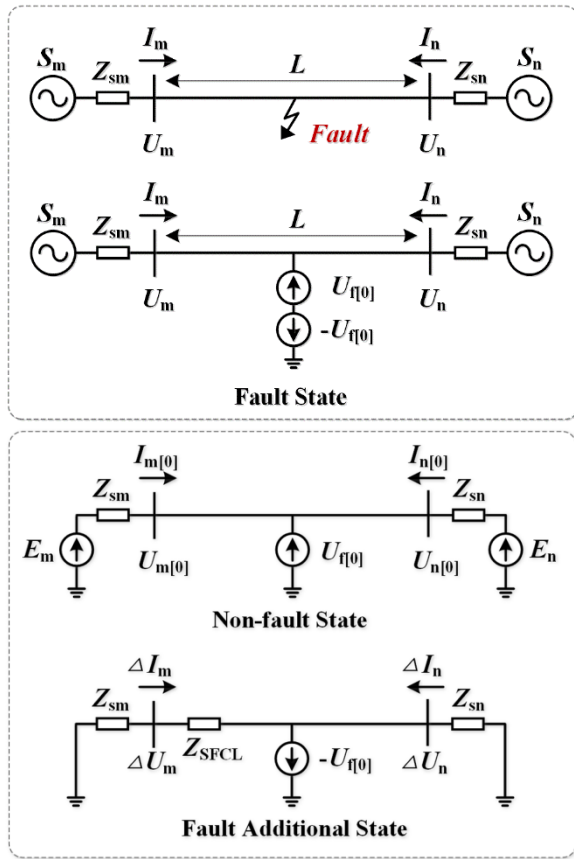 I_m I_n
S_m Z_sm L Z_sn S_n
Fault
U_m U_n
I_m I_n
S_m Z_sm L Z_sn S_n
U_m U_f[0] U_n
-U_f[0]
Fault State
I_m[0] I_n[0]
Z_sm Z_sn
E_m U_m[0] U_f[0] U_n[0] E_n
Non-fault State
△I_m △I_n
Z_sm Z_sn
△U_m Z_SFCL -U_f[0] △U_n
Fault Additional State